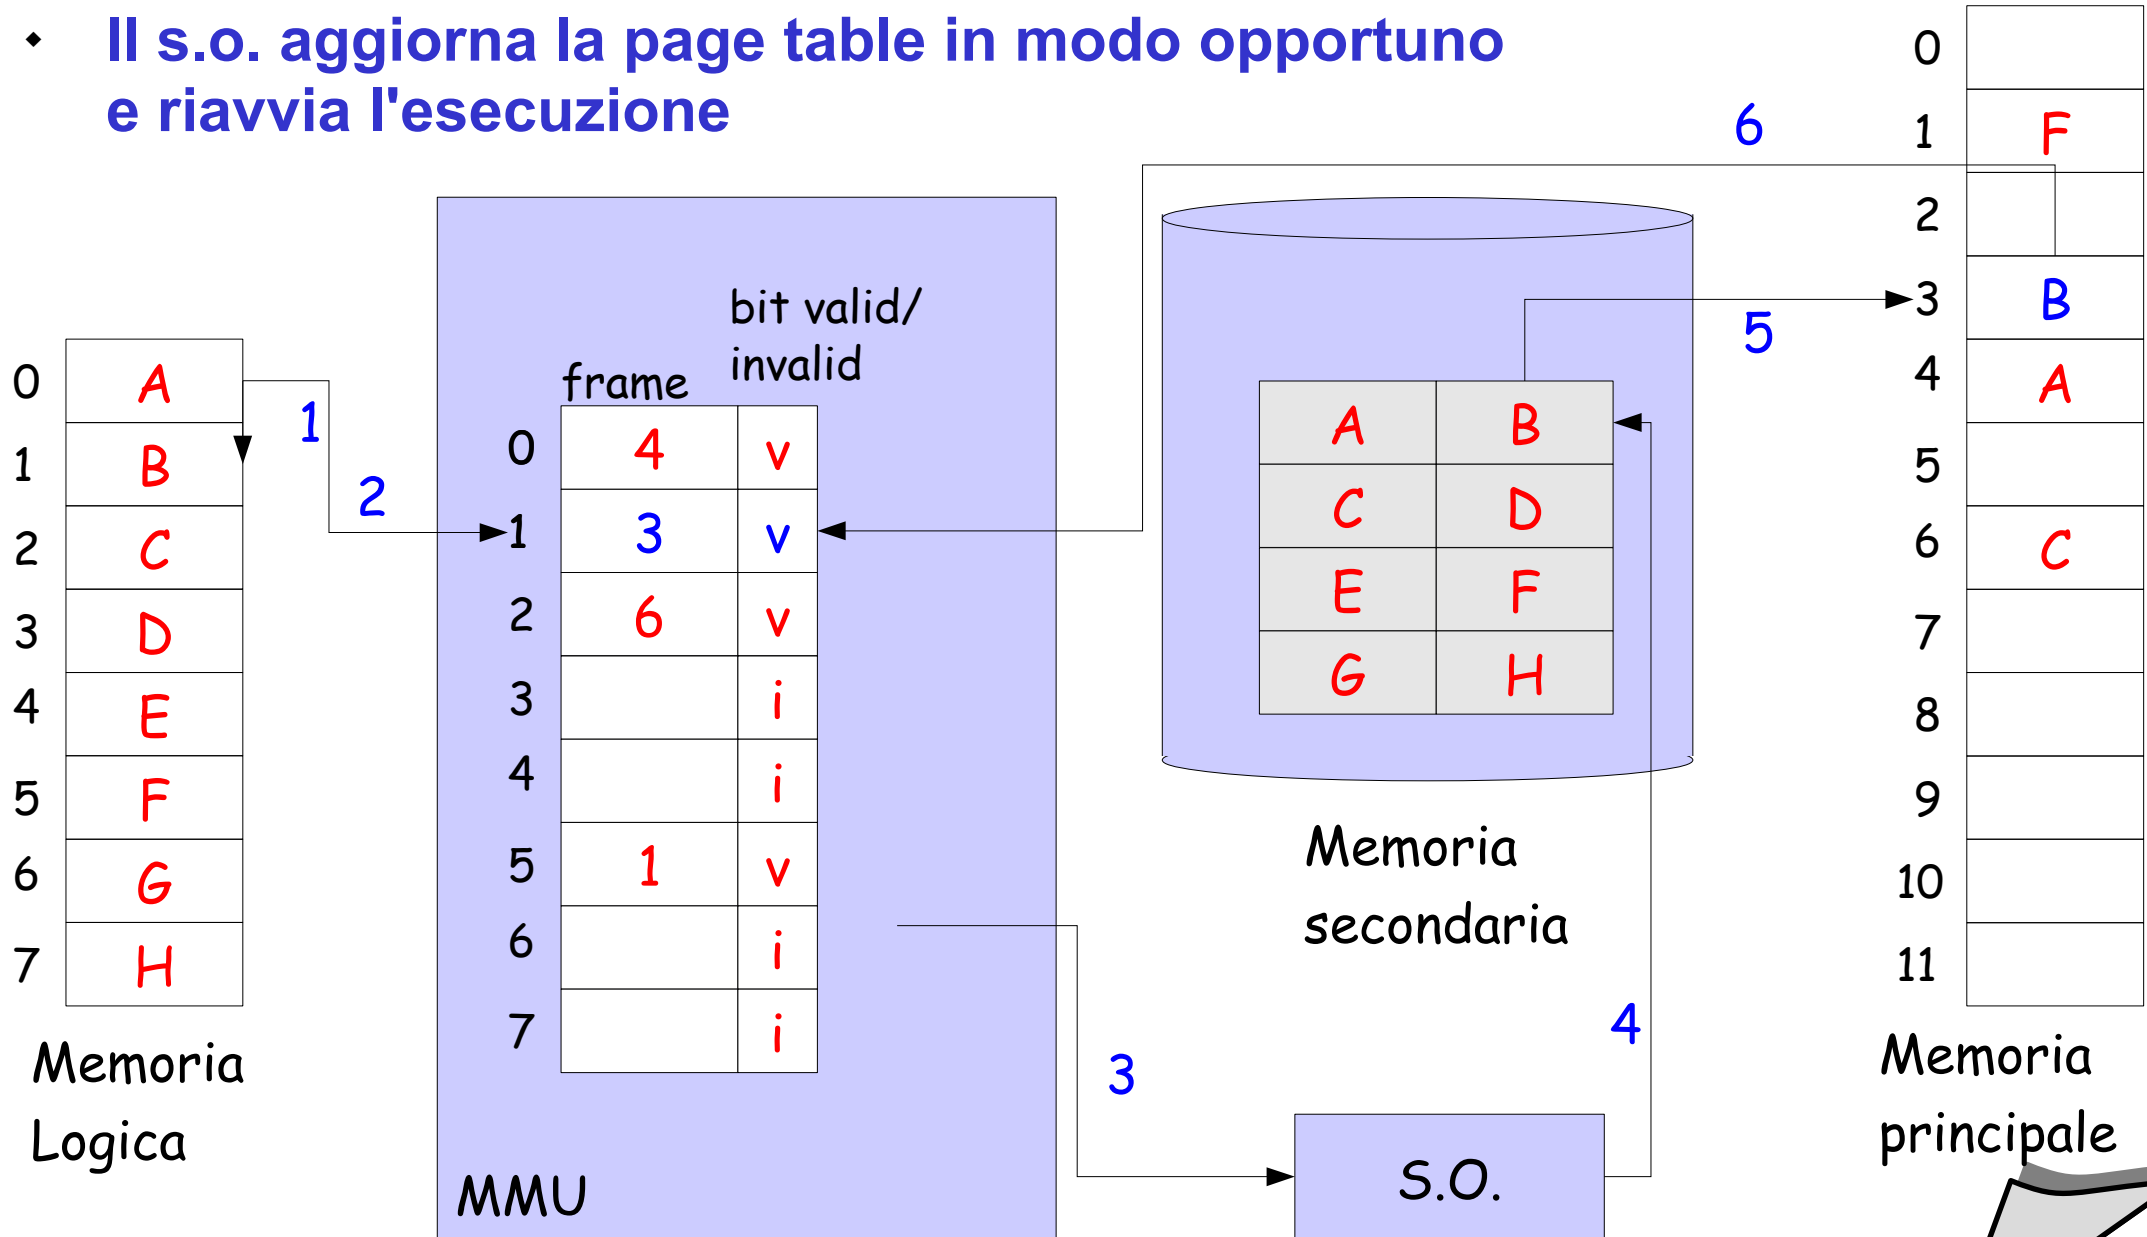 Il s.o. aggiorna la page table in modo opportuno
e riavvia l'esecuzione
0 A
1 B
2 C
3 D
4 E
5 F
6 G
7 H
Memoria
Logica
1
2
bit valid/
invalid
frame
0 4 v
1 3 v
2 6 v
3 i
4 i
5 1 v
6 i
7 i
MMU
3
S.O.
4
A B
C D
E F
G H
Memoria
secondaria
5
6
0
1 F
2
3 B
4 A
5
6 C
7
8
9
10
11
Memoria
principale